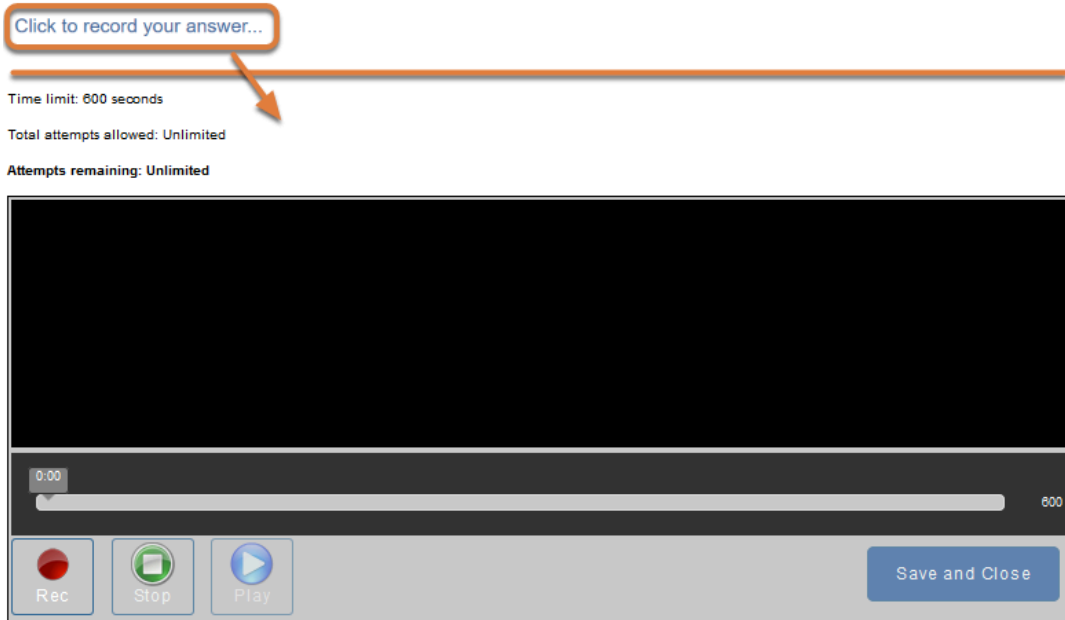 Click to record your answer...
Time limit: 600 seconds
Total attempts allowed: Unlimited
Attempts remaining: Unlimited
0:00
600
Rec
Stop
Play
Save and Close